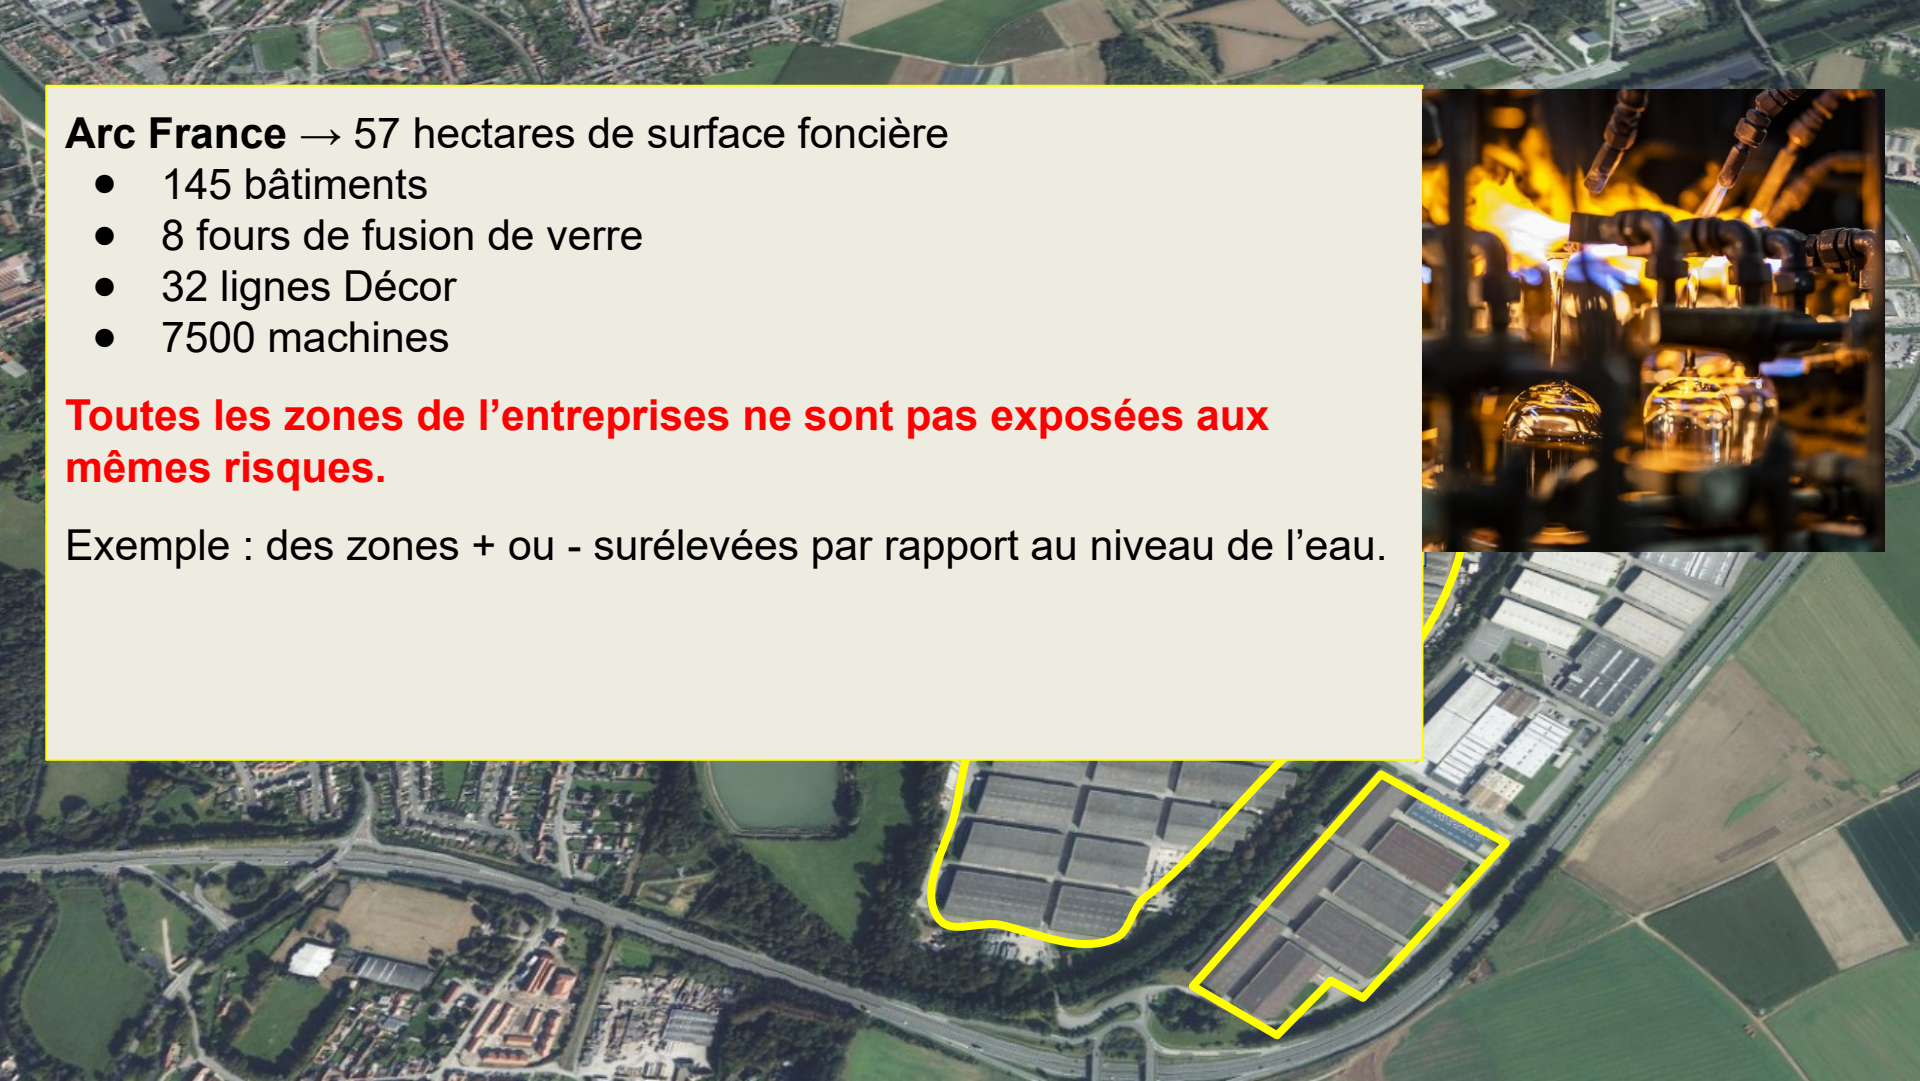 Arc France → 57 hectares de surface foncière
● 145 bâtiments
● 8 fours de fusion de verre
● 32 lignes Décor
● 7500 machines
Toutes les zones de l’entreprises ne sont pas exposées aux
mêmes risques.
Exemple : des zones + ou - surélevées par rapport au niveau de l’eau.